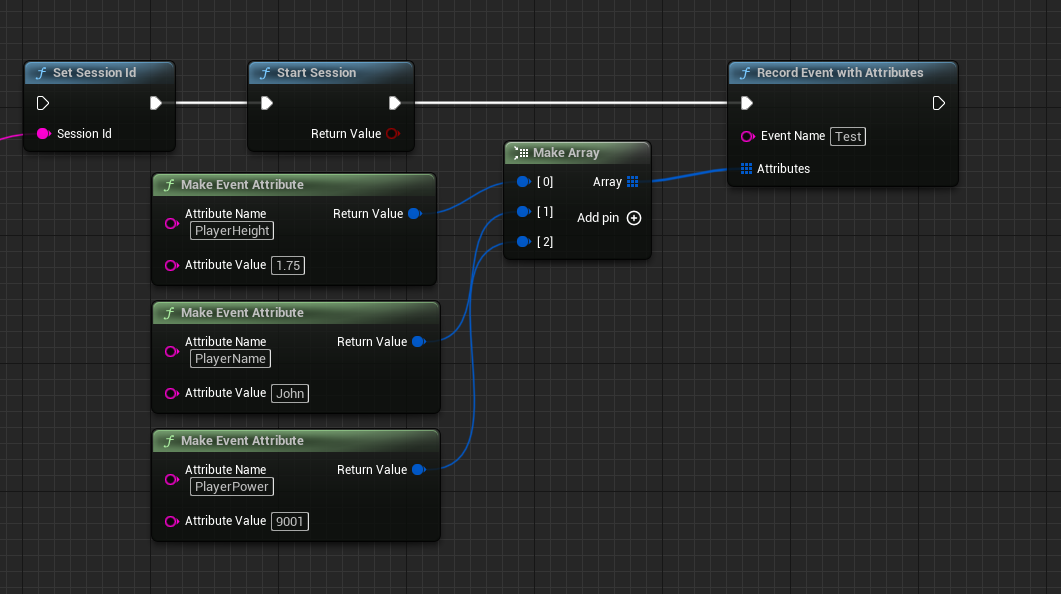 Set Session Id
Session Id
Start Session
Return Value
Record Event with Attributes
Event Name Test
Attributes
Make Array
[ 0] Array
[ 1]
Add pin
[ 2]
Make Event Attribute
Attribute Name Return Value
PlayerHeight
Attribute Value 1.75
Make Event Attribute
Attribute Name Return Value
PlayerName
Attribute Value John
Make Event Attribute
Attribute Name Return Value
PlayerPower
Attribute Value 9001